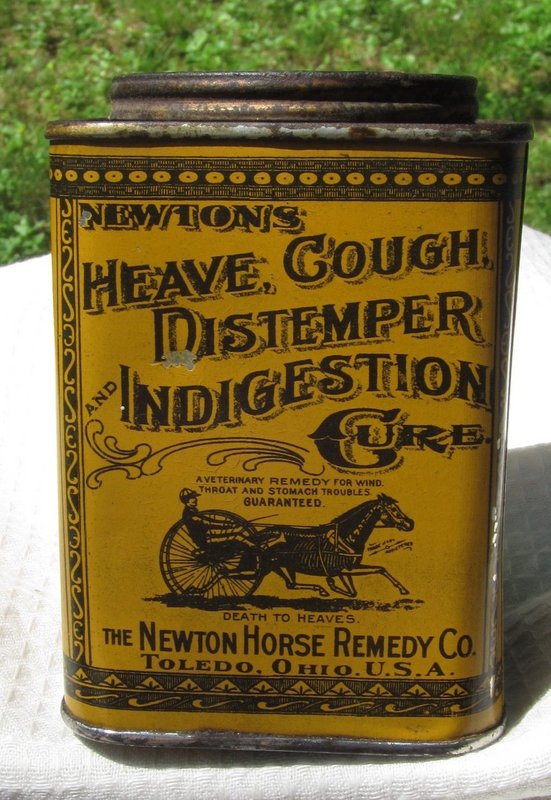 NEWTON'S
HEAVE, COUGH,
DISTEMPER
AND INDIGESTION
CURE.
A VETERINARY REMEDY FOR WIND,
THROAT AND STOMACH TROUBLES.
GUARANTEED.
DEATH TO HEAVES.
THE NEWTON HORSE REMEDY CO.
TOLEDO, OHIO. U.S.A.